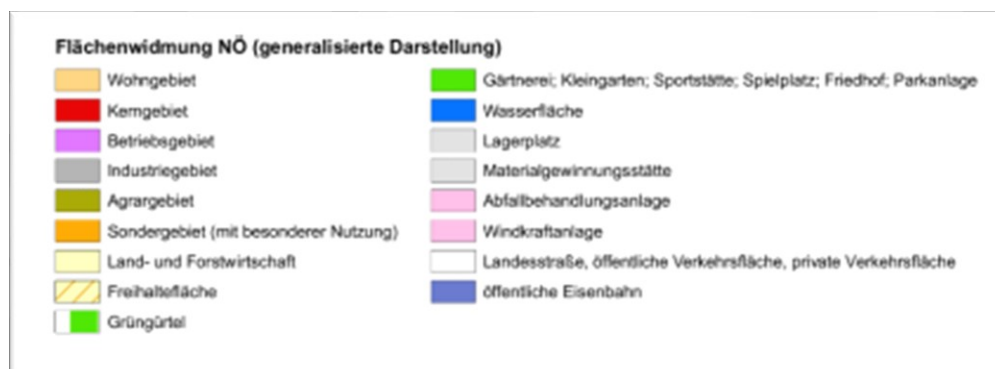 Flächenwidmung NÖ (generalisierte Darstellung)
Wohngebiet
Kerngebiet
Betriebsgebiet
Industriegebiet
Agrargebiet
Sondergebiet (mit besonderer Nutzung)
Land- und Forstwirtschaft
Freihaltefläche
Grüngürtel
Gärtnerei; Kleingarten; Sportstätte; Spielplatz; Friedhof; Parkanlage
Wasserfläche
Lagerplatz
Materialgewinnungsstätte
Abfallbehandlungsanlage
Windkraftanlage
Landesstraße, öffentliche Verkehrsfläche, private Verkehrsfläche
öffentliche Eisenbahn